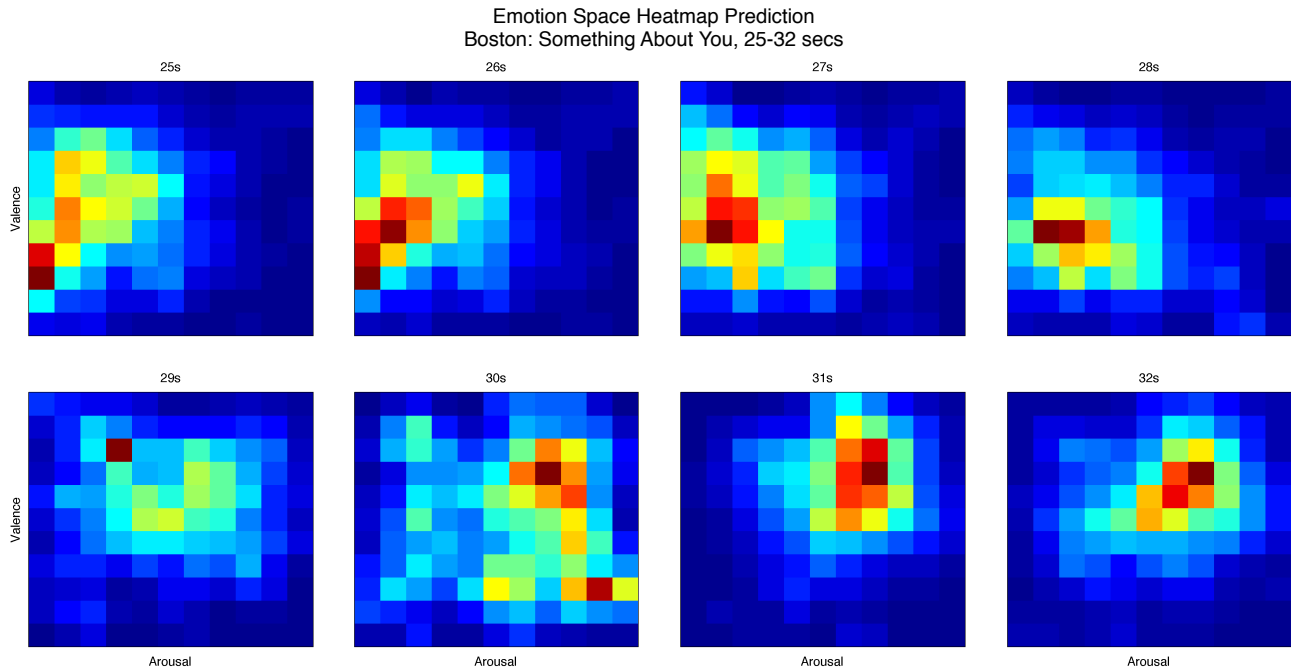 Emotion Space Heatmap Prediction
Boston: Something About You, 25-32 secs
25s
26s
27s
28s
Valence
29s
30s
31s
32s
Valence
Arousal
Arousal
Arousal
Arousal